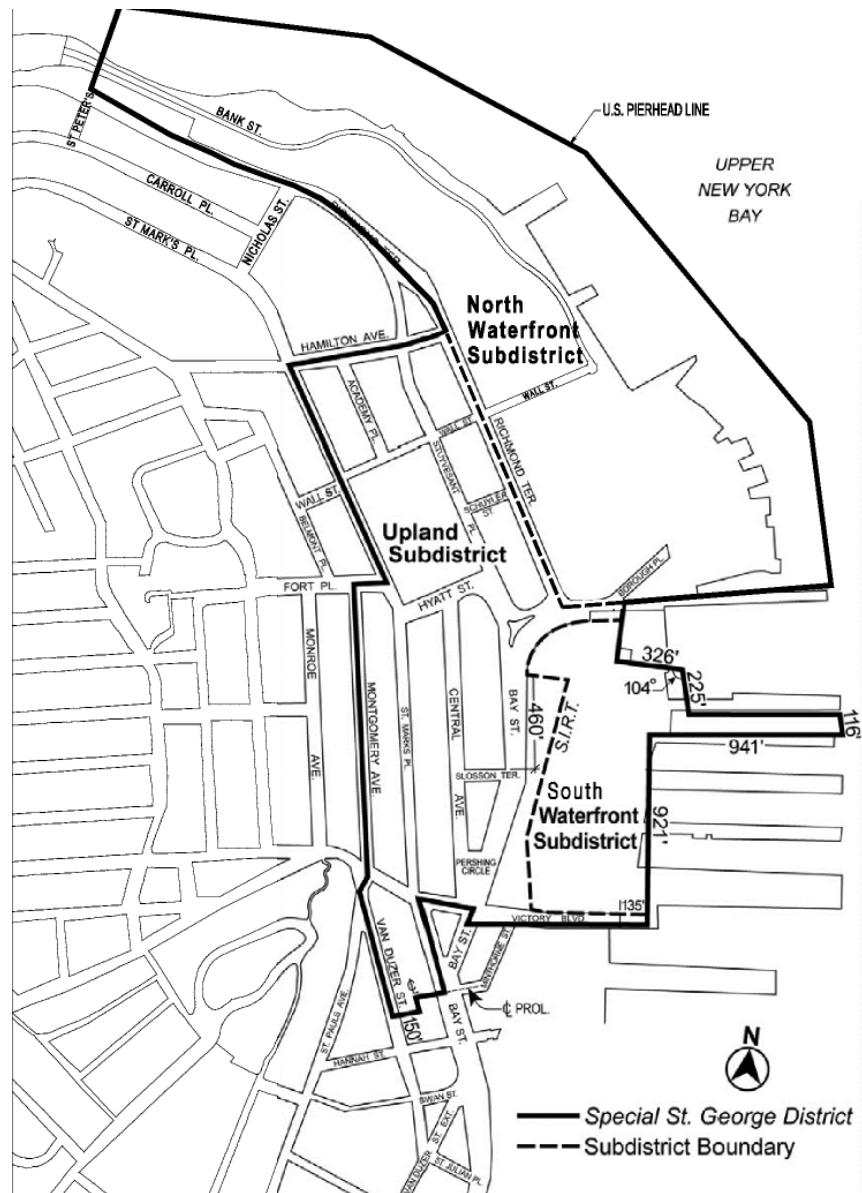 U.S. PIERHEAD LINE
UPPER
NEW YORK
BAY
ST PETER'S
BANK ST.
CARROLL PL.
ST MARK'S PL.
NICHOLAS ST.
RICHMOND TER.
North
Waterfront
Subdistrict
HAMILTON AVE.
ACADEMY PL.
WALL ST.
WALL ST.
STUYVESANT PL.
RICHMOND TER.
SCHUYLER
ST.
WALL ST.
BELMONT PL.
Upland
Subdistrict
FORT PL.
HYATT ST.
BOROUGH PL.
MONROE AVE.
MONTGOMERY AVE.
ST. MARKS PL.
CENTRAL AVE.
BAY ST.
460'
S.I.R.T.
326'
104°
225'
116'
941'
SLOSSON TER.
South
Waterfront
Subdistrict
921'
PERSHING
CIRCLE
135'
VICTORY BLVD.
VAN DUZER ST.
BAY ST.
MINTHORNE ST.
℄ PROL.
150'
BAY ST.
ST. PAULS AVE.
HANNAH ST.
SWAN ST.
VAN DUZER ST. EXT.
ST JULIAN PL.
N
Special St. George District
Subdistrict Boundary